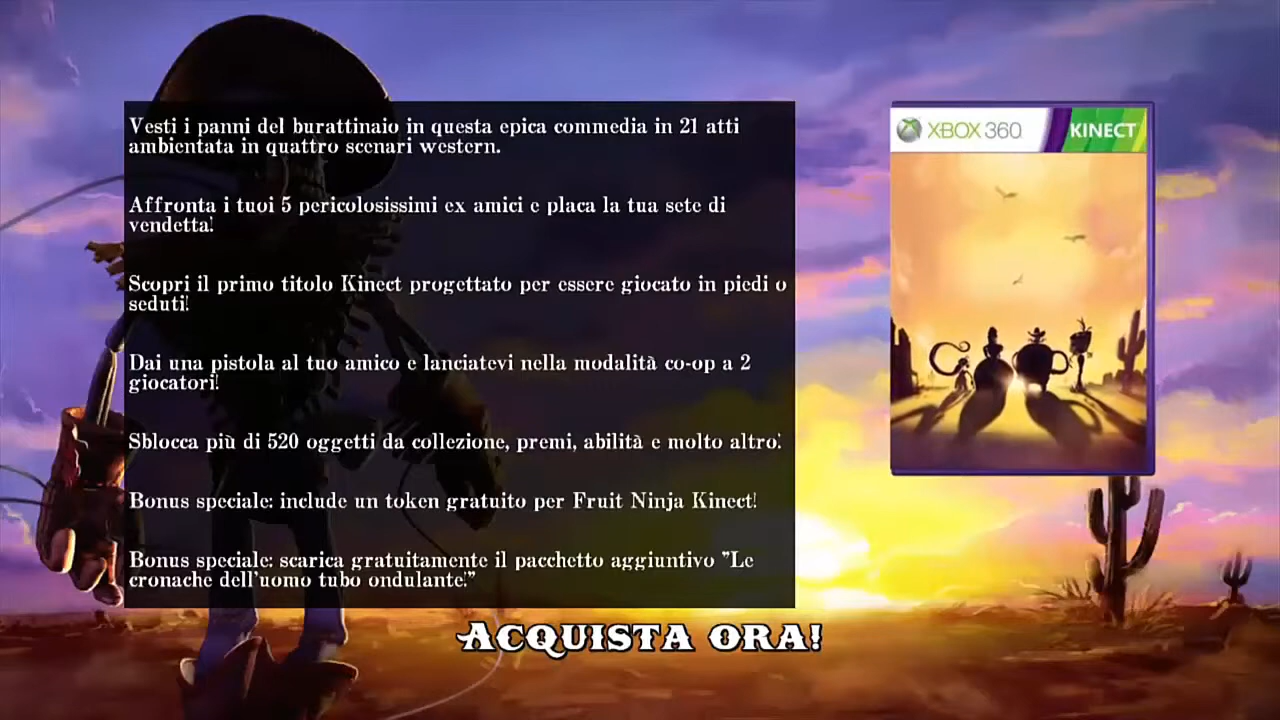 Vesti i panni del burattinaio in questa epica commedia in 21 atti
ambientata in quattro scenari western.
Affronta i tuoi 5 pericolosissimi ex amici e placa la tua sete di
vendetta!
Scopri il primo titolo Kinect progettato per essere giocato in piedi o
seduti!
Dai una pistola al tuo amico e lanciatevi nella modalità co-op a 2
giocatori!
Sblocca più di 520 oggetti da collezione, premi, abilità e molto altro!
Bonus speciale: include un token gratuito per Fruit Ninja Kinect!
Bonus speciale: scarica gratuitamente il pacchetto aggiuntivo "Le
cronache dell'uomo tubo ondulante!"
XBOX 360
KINECT
ACQUISTA ORA!